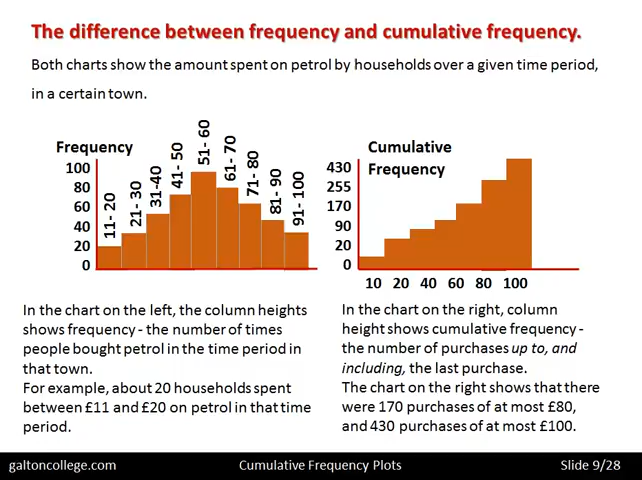 The difference between frequency and cumulative frequency.
Both charts show the amount spent on petrol by households over a given time period,
in a certain town.
Frequency
100
80
60
40
20
0
11- 20
21- 30
31-40
41- 50
51- 60
61- 70
71- 80
81- 90
91- 100
Cumulative
Frequency
430
255
170
90
20
0
10 20 40 60 80 100
In the chart on the left, the column heights
shows frequency - the number of times
people bought petrol in the time period in
that town.
For example, about 20 households spent
between £11 and £20 on petrol in that time
period.
In the chart on the right, column
height shows cumulative frequency -
the number of purchases up to, and
including, the last purchase.
The chart on the right shows that there
were 170 purchases of at most £80,
and 430 purchases of at most £100.
galtoncollege.com
Cumulative Frequency Plots
Slide 9/28